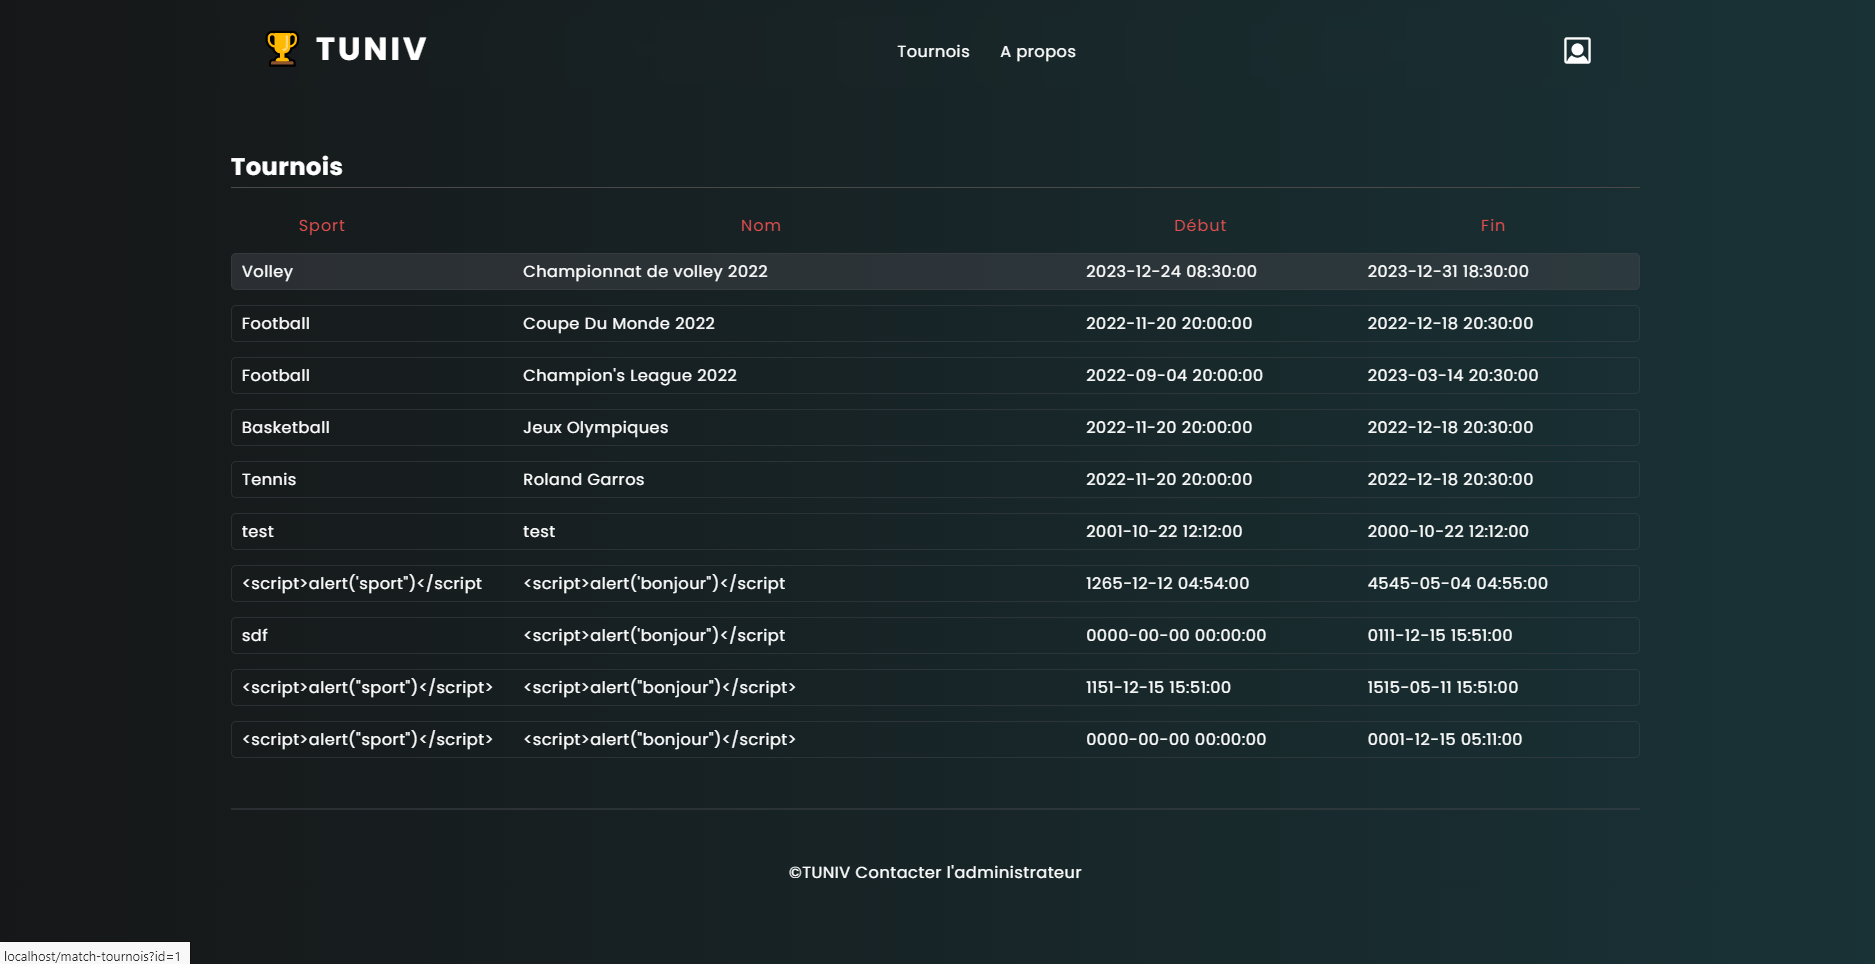 TUNIV
Tournois A propos
Tournois
Sport Nom Début Fin
Volley Championnat de volley 2022 2023-12-24 08:30:00 2023-12-31 18:30:00
Football Coupe Du Monde 2022 2022-11-20 20:00:00 2022-12-18 20:30:00
Football Champion's League 2022 2022-09-04 20:00:00 2023-03-14 20:30:00
Basketball Jeux Olympiques 2022-11-20 20:00:00 2022-12-18 20:30:00
Tennis Roland Garros 2022-11-20 20:00:00 2022-12-18 20:30:00
test test 2001-10-22 12:12:00 2000-10-22 12:12:00
<script>alert('sport")</script <script>alert('bonjour")</script 1265-12-12 04:54:00 4545-05-04 04:55:00
sdf <script>alert('bonjour")</script 0000-00-00 00:00:00 0111-12-15 15:51:00
<script>alert("sport")</script> <script>alert("bonjour")</script> 1151-12-15 15:51:00 1515-05-11 15:51:00
<script>alert("sport")</script> <script>alert("bonjour")</script> 0000-00-00 00:00:00 0001-12-15 05:11:00
©TUNIV Contacter l'administrateur
localhost/match-tournois?id=1